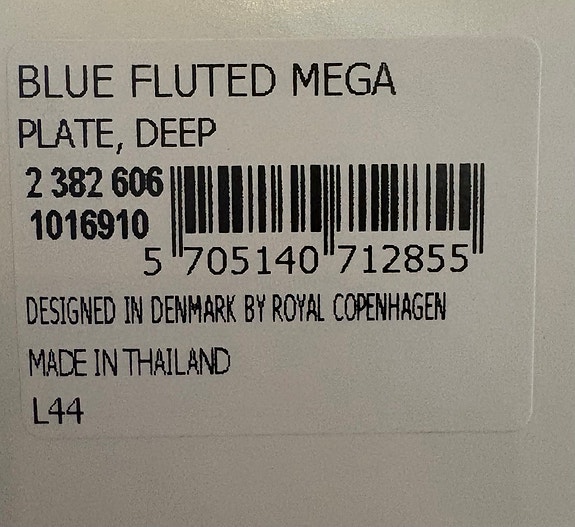 BLUE FLUTED MEGA
PLATE, DEEP
2 382 606
1016910
5 705140 712855
DESIGNED IN DENMARK BY ROYAL COPENHAGEN
MADE IN THAILAND
L44